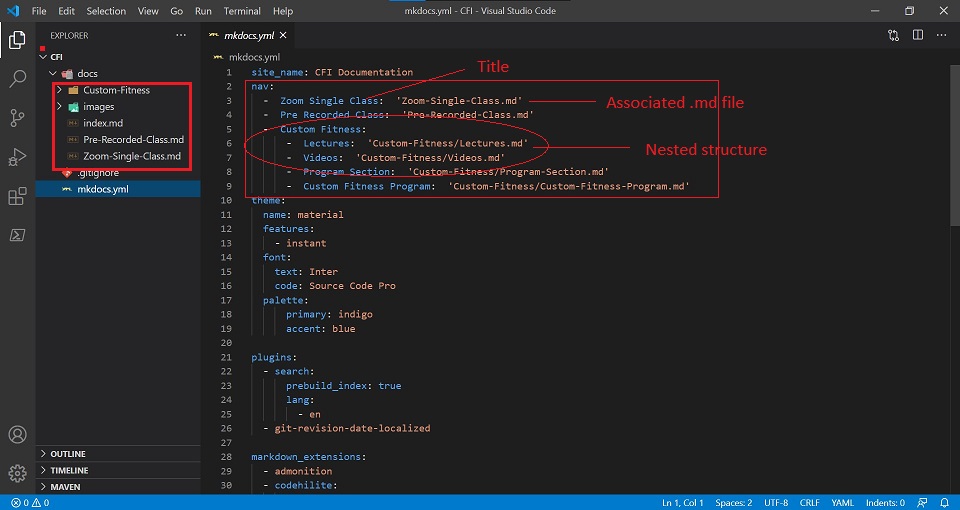 File Edit Selection View Go Run Terminal Help
mkdocs.yml - CFI - Visual Studio Code
EXPLORER
CFI
docs
Custom-Fitness
images
index.md
Pre-Recorded-Class.md
Zoom-Single-Class.md
.gitignore
mkdocs.yml
OUTLINE
TIMELINE
MAVEN
mkdocs.yml
mkdocs.yml
1 site_name: CFI Documentation
2 nav:
3 - Zoom Single Class: 'Zoom-Single-Class.md'
4 - Pre Recorded Class: 'Pre-Recorded-Class.md'
5 - Custom Fitness:
6 - Lectures: 'Custom-Fitness/Lectures.md'
7 - Videos: 'Custom-Fitness/Videos.md'
8 - Program Section: 'Custom-Fitness/Program-Section.md'
9 - Custom Fitness Program: 'Custom-Fitness/Custom-Fitness-Program.md'
10 theme:
11 name: material
12 features:
13 - instant
14 font:
15 text: Inter
16 code: Source Code Pro
17 palette:
18 primary: indigo
19 accent: blue
20
21 plugins:
22 - search:
23 prebuild_index: true
24 lang:
25 - en
26 - git-revision-date-localized
27
28 markdown_extensions:
29 - admonition
30 - codehilite:
Title
Associated .md file
Nested structure
0 0
Ln 1, Col 1 Spaces: 2 UTF-8 CRLF YAML Indents: 0